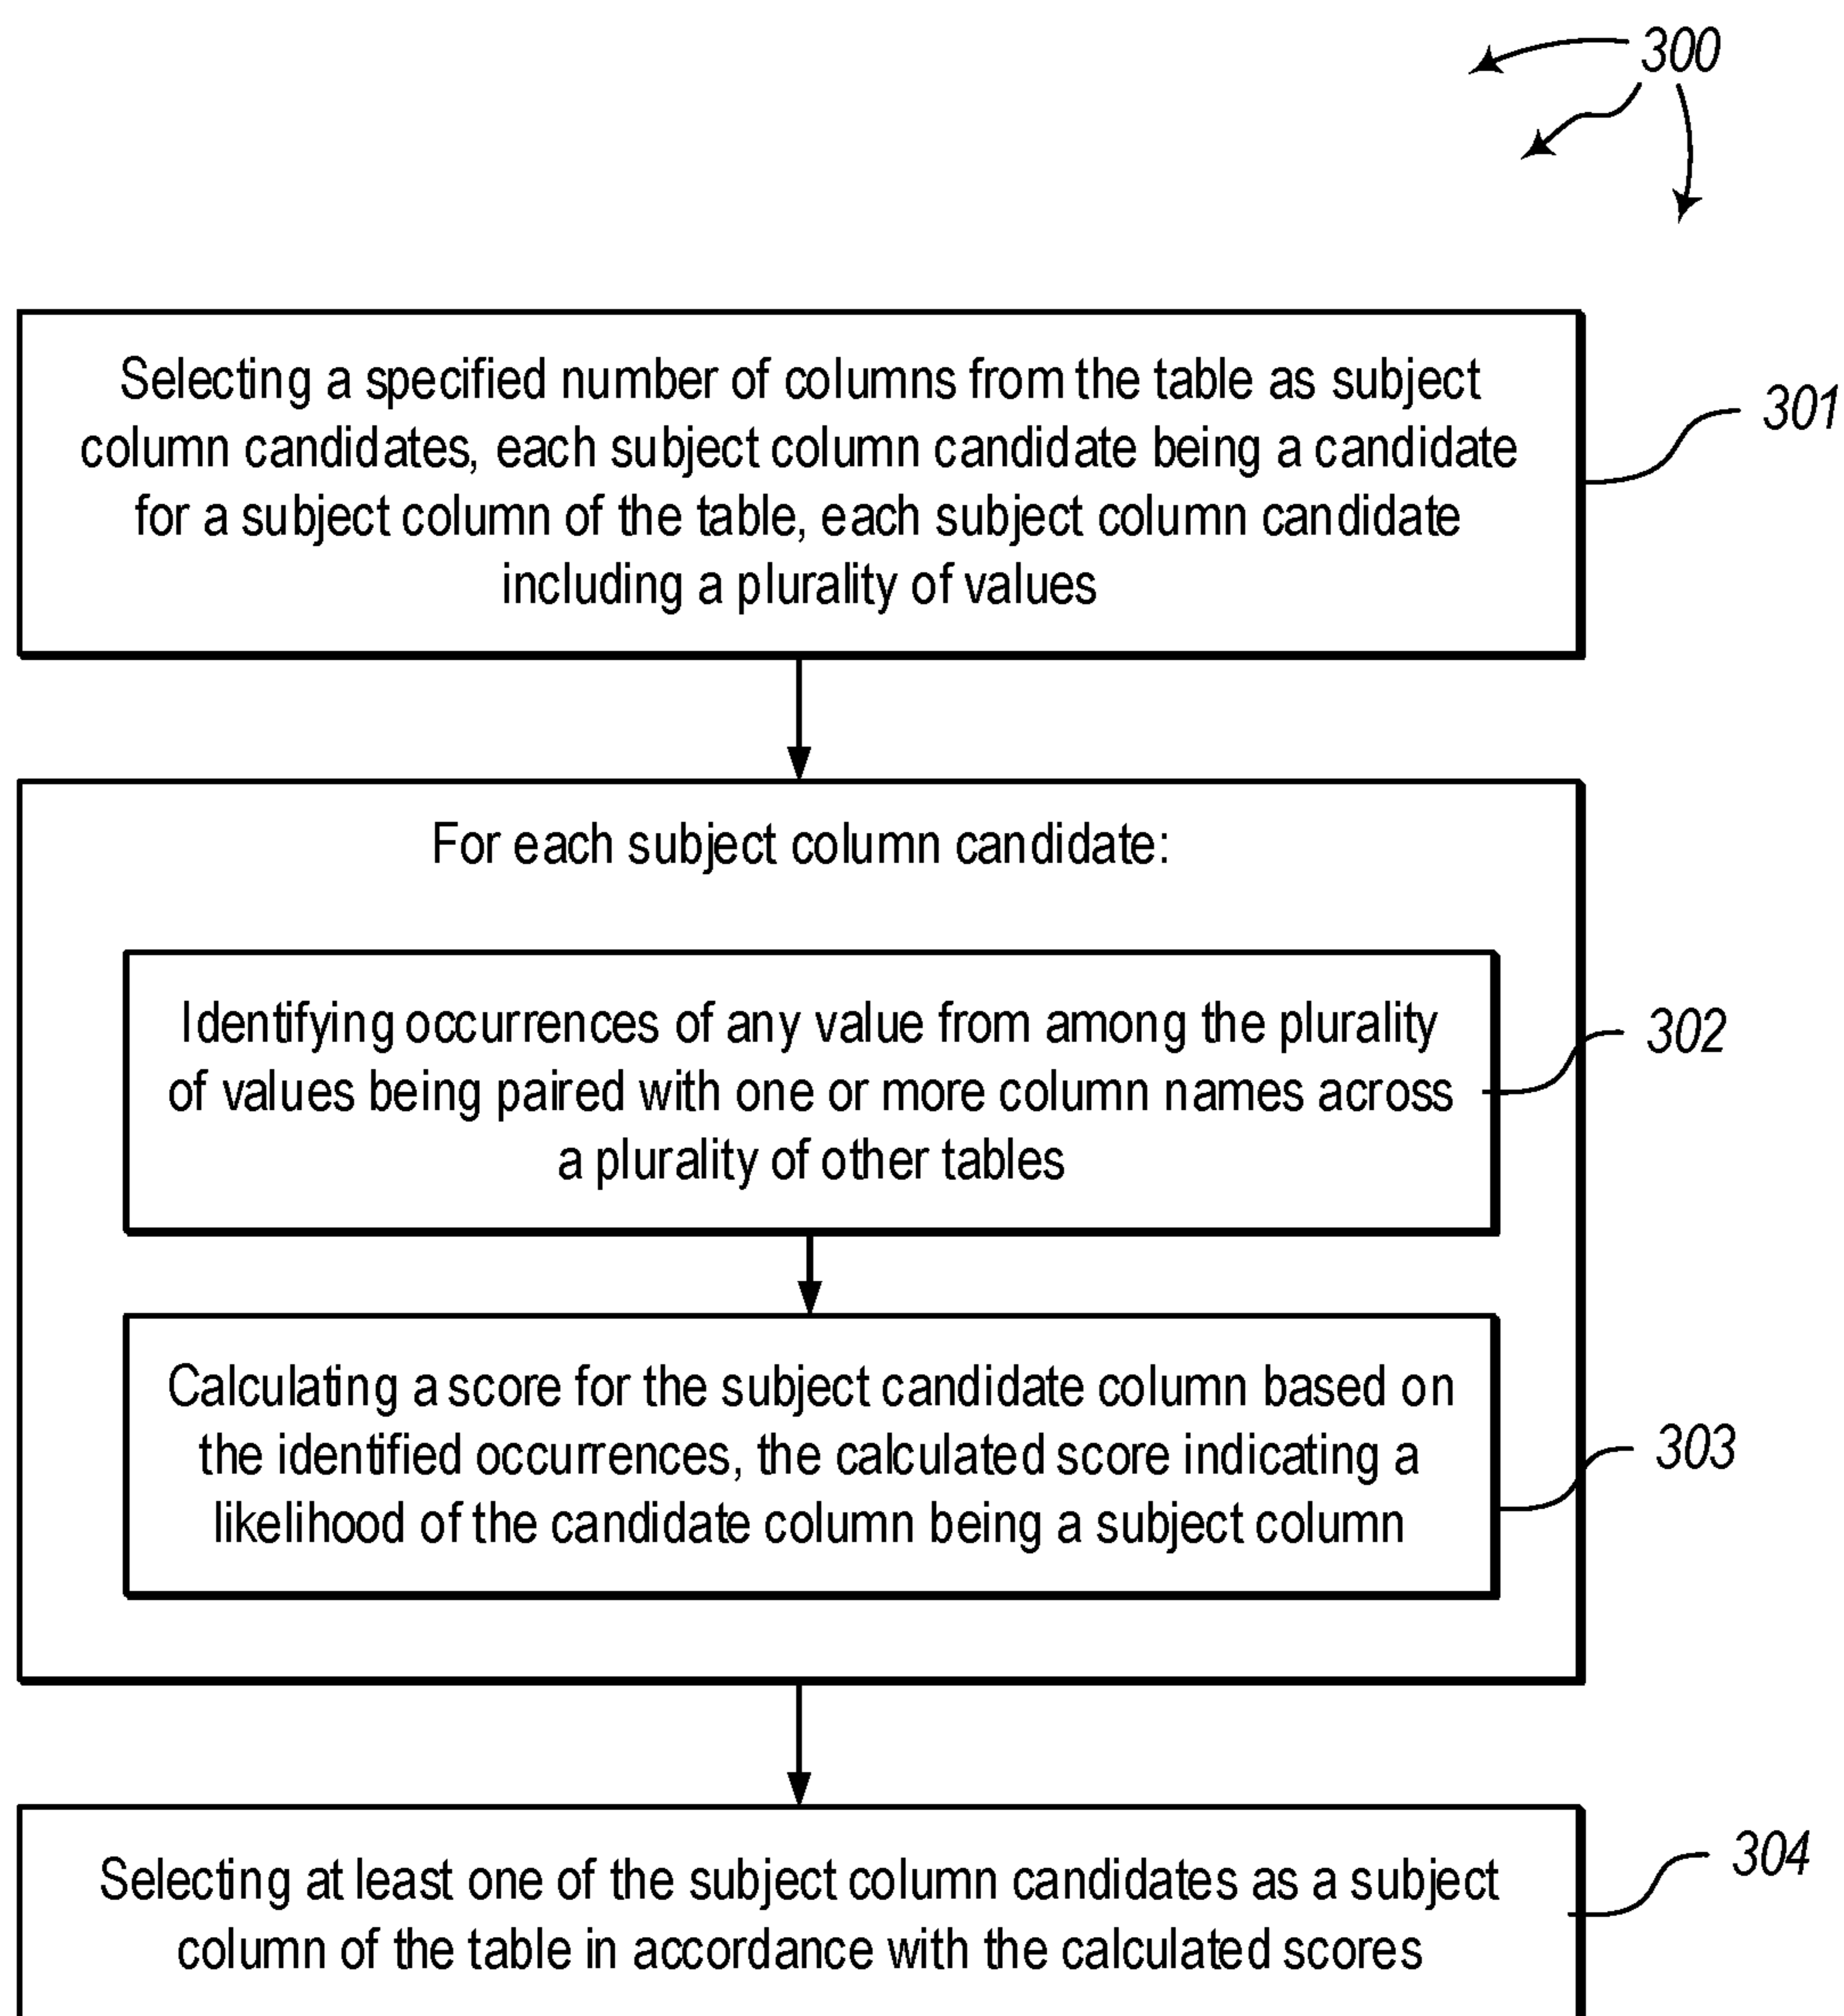 300
Selecting a specified number of columns from the table as subject
column candidates, each subject column candidate being a candidate
for a subject column of the table, each subject column candidate
including a plurality of values
301
For each subject column candidate:
Identifying occurrences of any value from among the plurality
of values being paired with one or more column names across
a plurality of other tables
302
Calculating a score for the subject candidate column based on
the identified occurrences, the calculated score indicating a
likelihood of the candidate column being a subject column
303
Selecting at least one of the subject column candidates as a subject
column of the table in accordance with the calculated scores
304